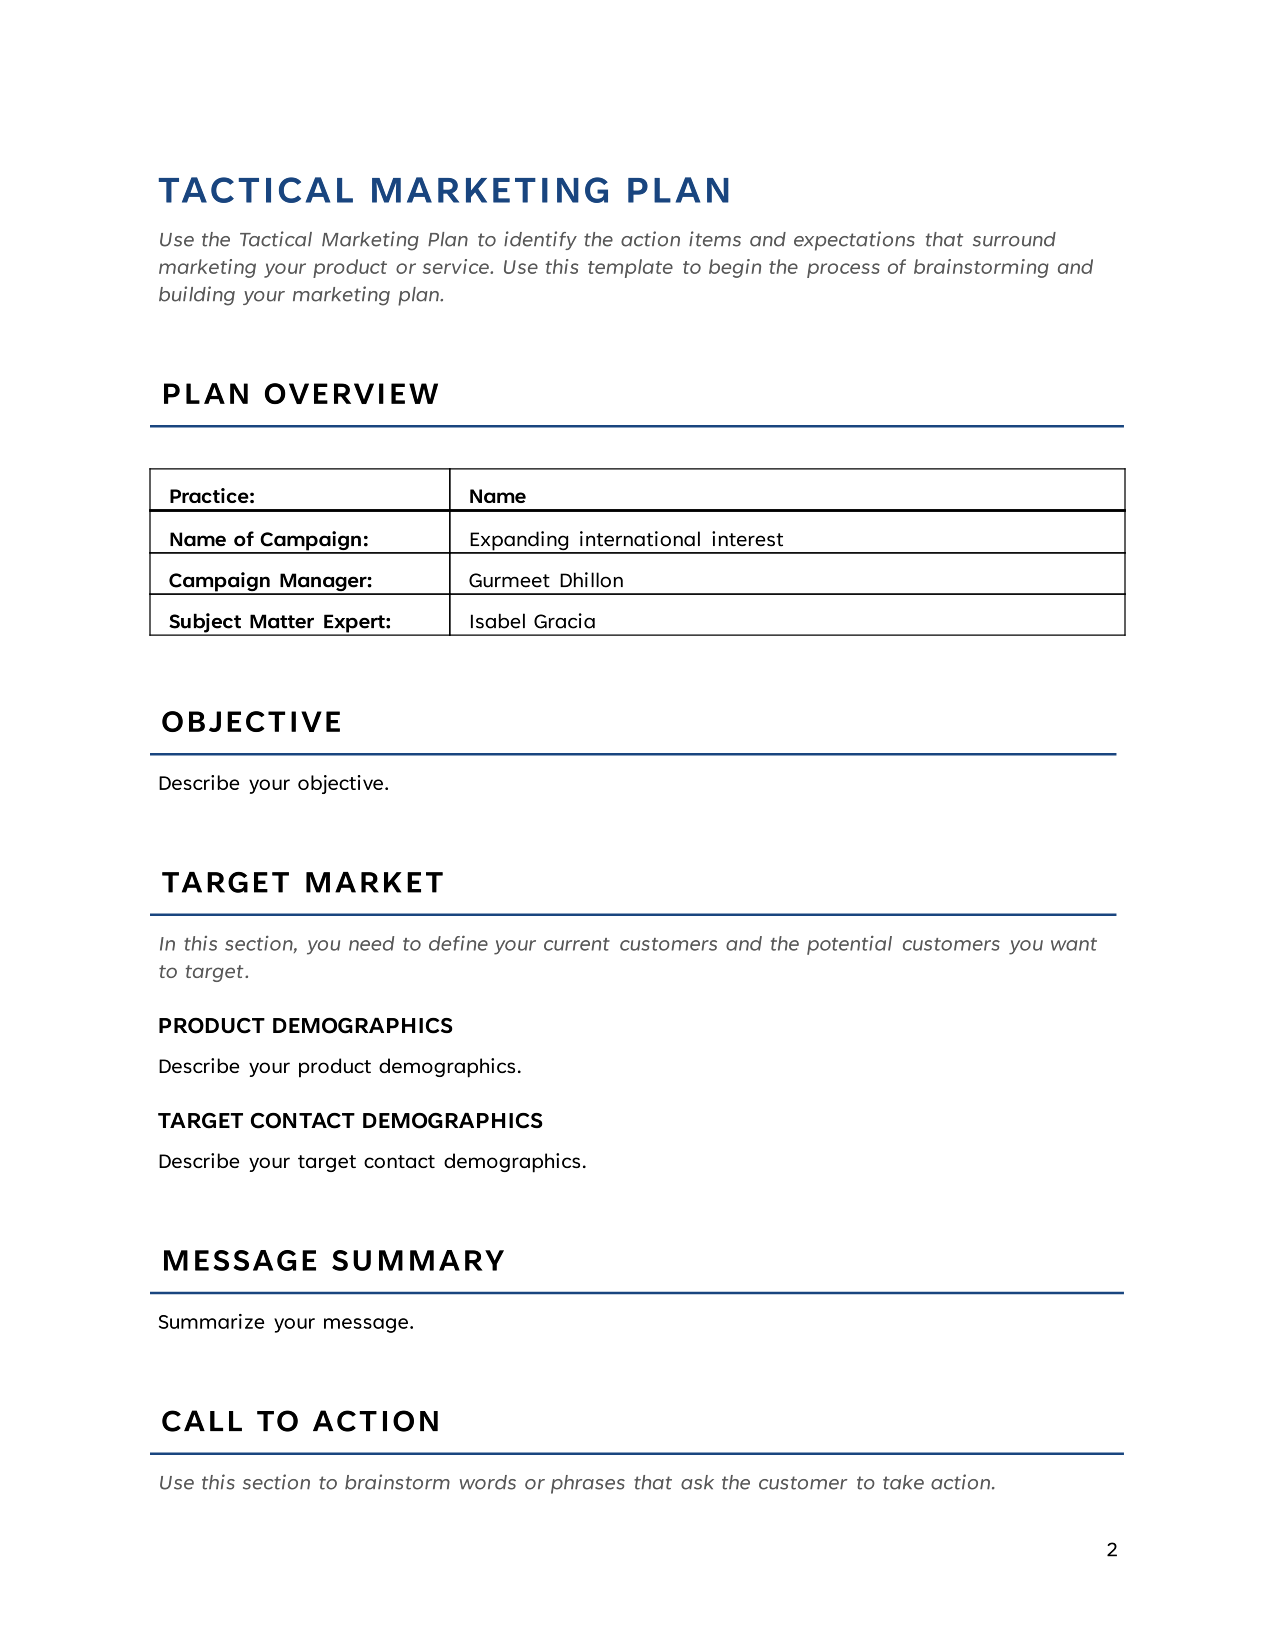 TACTICAL MARKETING PLAN
Use the Tactical Marketing Plan to identify the action items and expectations that surround
marketing your product or service. Use this template to begin the process of brainstorming and
building your marketing plan.
PLAN OVERVIEW
Practice: Name
Name of Campaign: Expanding international interest
Campaign Manager: Gurmeet Dhillon
Subject Matter Expert: Isabel Gracia
OBJECTIVE
Describe your objective.
TARGET MARKET
In this section, you need to define your current customers and the potential customers you want
to target.
PRODUCT DEMOGRAPHICS
Describe your product demographics.
TARGET CONTACT DEMOGRAPHICS
Describe your target contact demographics.
MESSAGE SUMMARY
Summarize your message.
CALL TO ACTION
Use this section to brainstorm words or phrases that ask the customer to take action.
2